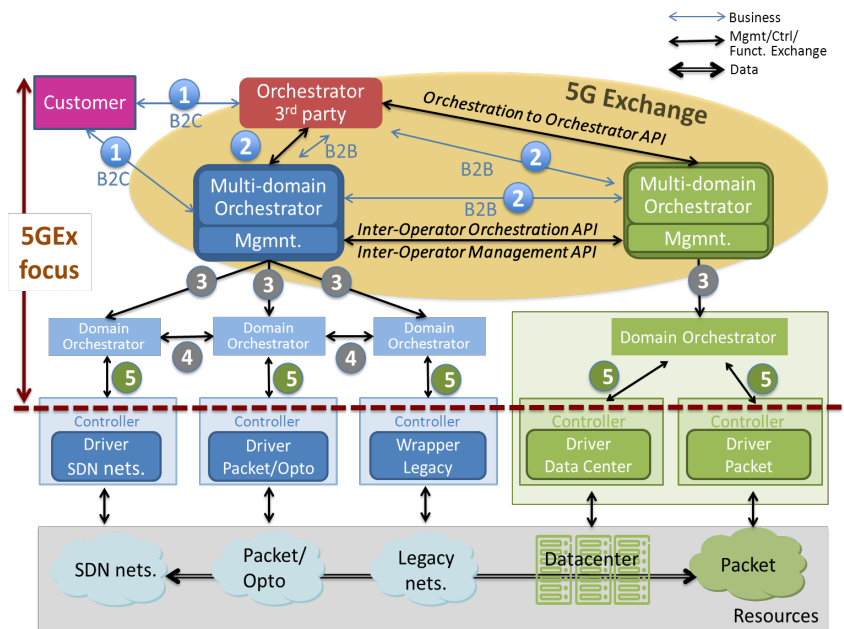 Business
Mgmt/Ctrl/
Funct. Exchange
Data
Customer
1
B2C
1
B2C
Orchestrator
3rd party
5G Exchange
Orchestration to Orchestrator API
2
B2B
2
B2B
2
B2B
Multi-domain
Orchestrator
Mgmnt.
Multi-domain
Orchestrator
Mgmnt.
Inter-Operator Orchestration API
Inter-Operator Management API
5GEx
focus
3
3
3
3
Domain
Orchestrator
4
Domain
Orchestrator
4
Domain
Orchestrator
Domain Orchestrator
5
5
5
5
5
Controller
Driver
SDN nets.
Controller
Driver
Packet/Opto
Controller
Wrapper
Legacy
Controller
Driver
Data Center
Controller
Driver
Packet
SDN nets.
Packet/
Opto
Legacy
nets.
Datacenter
Packet
Resources